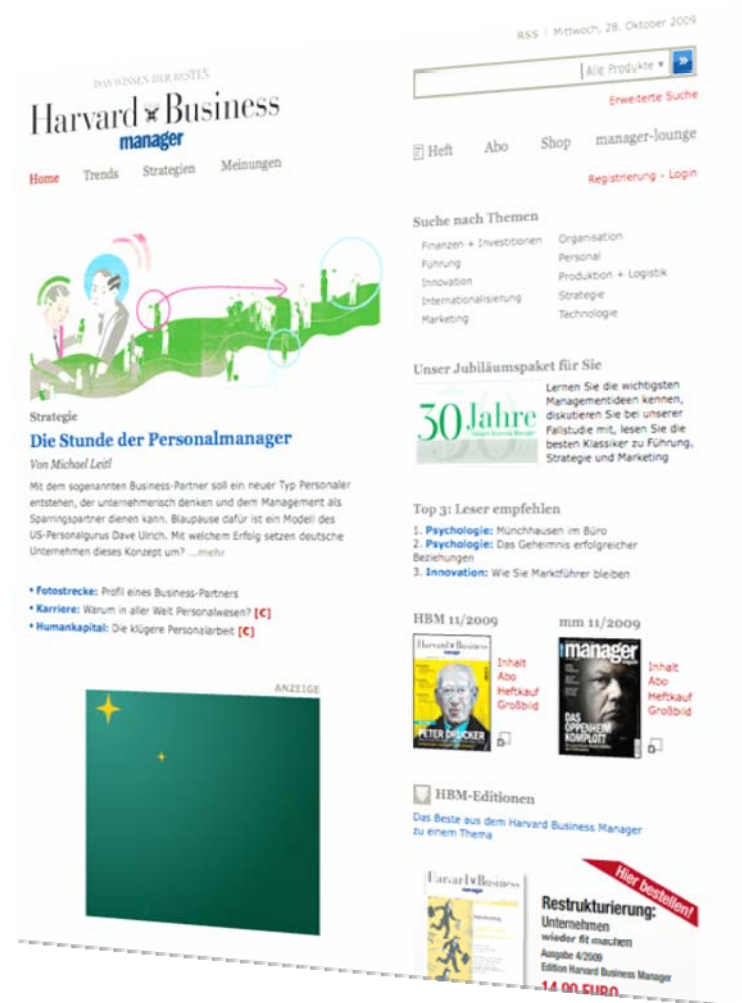 RSS | Mittwoch, 28. Oktober 2009
Alle Produkte
Erweiterte Suche
DAS WISSEN DER BESTEN
Harvard Business
manager
Heft Abo Shop manager-lounge
Registrierung - Login
Home Trends Strategien Meinungen
Strategie
Die Stunde der Personalmanager
Von Michael Leitl
Mit dem sogenannten Business-Partner soll ein neuer Typ Personaler
entstehen, der unternehmerisch denken und dem Management als
Sparringspartner dienen kann. Blaupause dafür ist ein Modell des
US-Personalgurus Dave Ulrich. Mit welchem Erfolg setzen deutsche
Unternehmen dieses Konzept um? ...mehr
• Fotostrecke: Profil eines Business-Partners
• Karriere: Warum in aller Welt Personalwesen? [€]
• Humankapital: Die klügere Personalarbeit [€]
ANZEIGE
Suche nach Themen
Finanzen + Investitionen
Führung
Innovation
Internationalisierung
Marketing
Organisation
Personal
Produktion + Logistik
Strategie
Technologie
Unser Jubiläumspaket für Sie
30 Jahre
Harvard Business Manager
Lernen Sie die wichtigsten
Managementideen kennen,
diskutieren Sie bei unserer
Fallstudie mit, lesen Sie die
besten Klassiker zu Führung,
Strategie und Marketing
Top 3: Leser empfehlen
1. Psychologie: Münchhausen im Büro
2. Psychologie: Das Geheimnis erfolgreicher
Beziehungen
3. Innovation: Wie Sie Marktführer bleiben
HBM 11/2009
Harvard Business
manager
PETER DRUCKER
Inhalt
Abo
Heftkauf
Großbild
mm 11/2009
manager
DAS
OPPENHEIM
KOMPLOTT
Inhalt
Abo
Heftkauf
Großbild
HBM-Editionen
Das Beste aus dem Harvard Business Manager
zu einem Thema
Harvard Business
manager
Hier bestellen!
Restrukturierung:
Unternehmen
wieder fit machen
Ausgabe 4/2009
Edition Harvard Business Manager
14,90 EURO